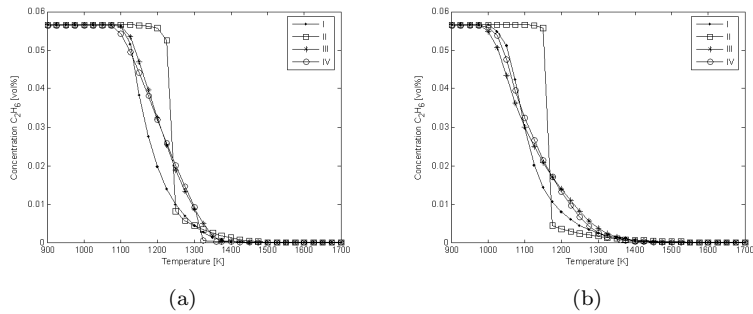 0.06
0.05
0.04
0.03
0.02
0.01
0
Concentration C2H6 [vol%]
900 1000 1100 1200 1300 1400 1500 1600 1700
Temperature [K]
I
II
III
IV
(a)
0.06
0.05
0.04
0.03
0.02
0.01
0
Concentration C2H6 [vol%]
900 1000 1100 1200 1300 1400 1500 1600 1700
Temperature [K]
I
II
III
IV
(b)